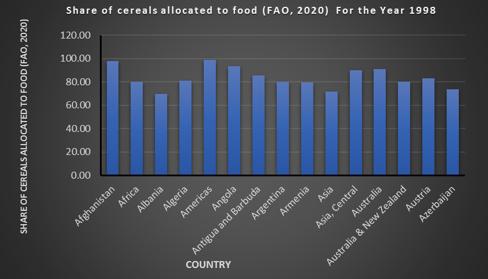 Share of cereals allocated to food (FAO, 2020) For the Year 1998
SHARE OF CEREALS ALLOCATED TO FOOD (FAO, 2020)
120.00
100.00
80.00
60.00
40.00
20.00
0.00
Afghanistan
Africa
Albania
Algeria
Americas
Angola
Antigua and Barbuda
Argentina
Armenia
Asia
Asia, Central
Australia
Australia & New Zealand
Austria
Azerbaijan
COUNTRY